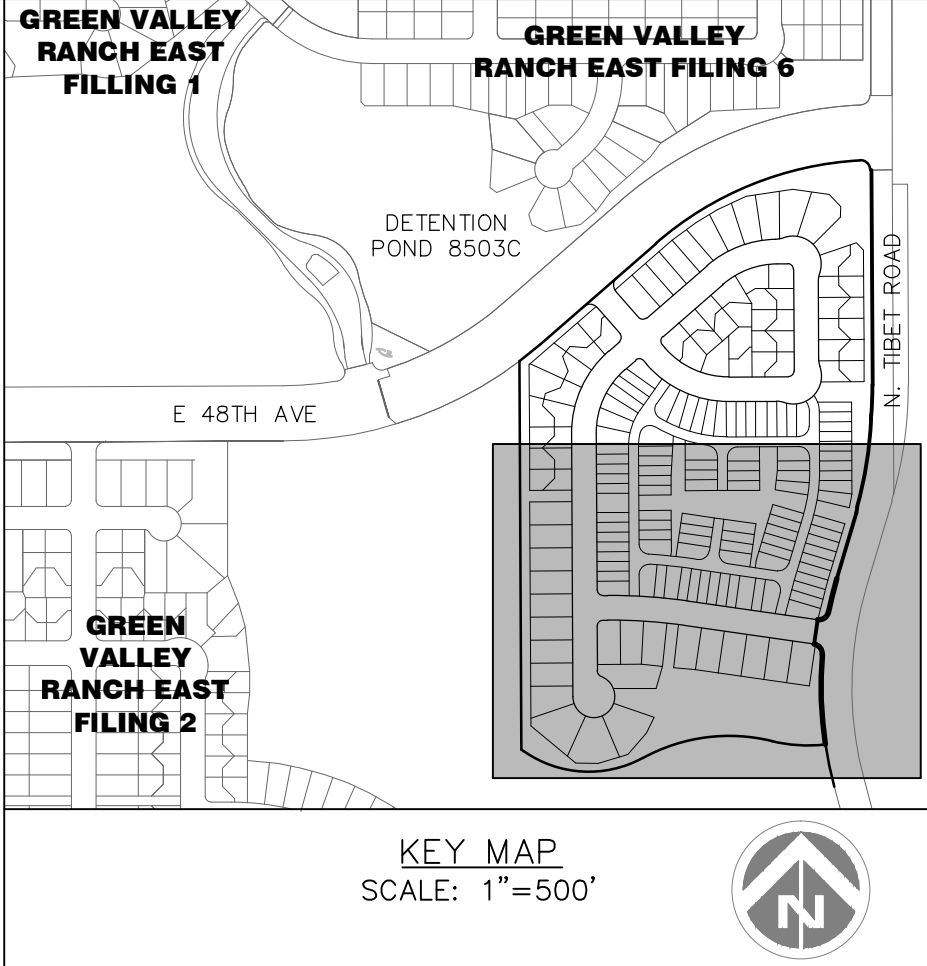 GREEN VALLEY
RANCH EAST
FILLING 1
GREEN VALLEY
RANCH EAST FILING 6
DETENTION
POND 8503C
N. TIBET ROAD
E 48TH AVE
GREEN
VALLEY
RANCH EAST
FILING 2
KEY MAP
SCALE: 1"=500'
N